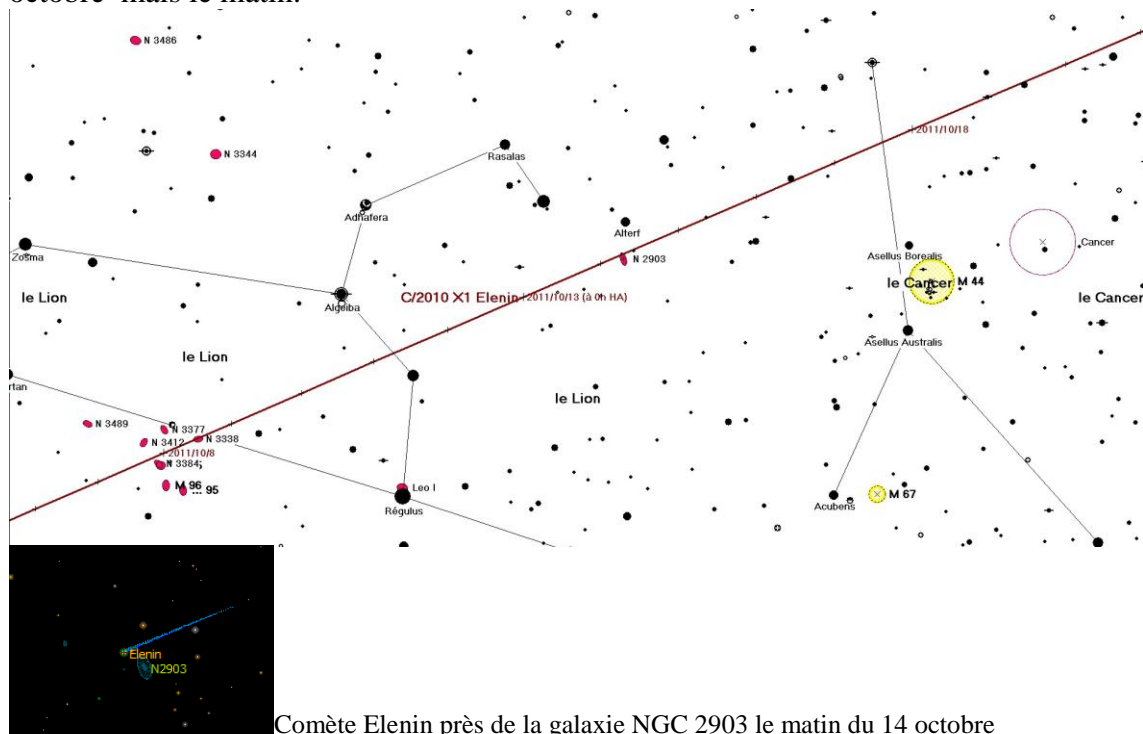 octobre mais le matin.
N 3486
2011/10/18
N 3344
Rasalas
Adhafera
Alterf
Zosma
Asellus Borealis
Cancer
N 2903
le Cancer
M 44
le Lion
C/2010 X1 Elenin
2011/10/13 (à 0h HA)
le Cancer
Algeiba
Asellus Australis
le Lion
rtan
le Lion
N 3489
N 3377
N 3412
N 3338
2011/10/8
N 3384
M 96
... 95
Leo I
Régulus
Acubens
M 67
Elenin
N2903
Comète Elenin près de la galaxie NGC 2903 le matin du 14 octobre